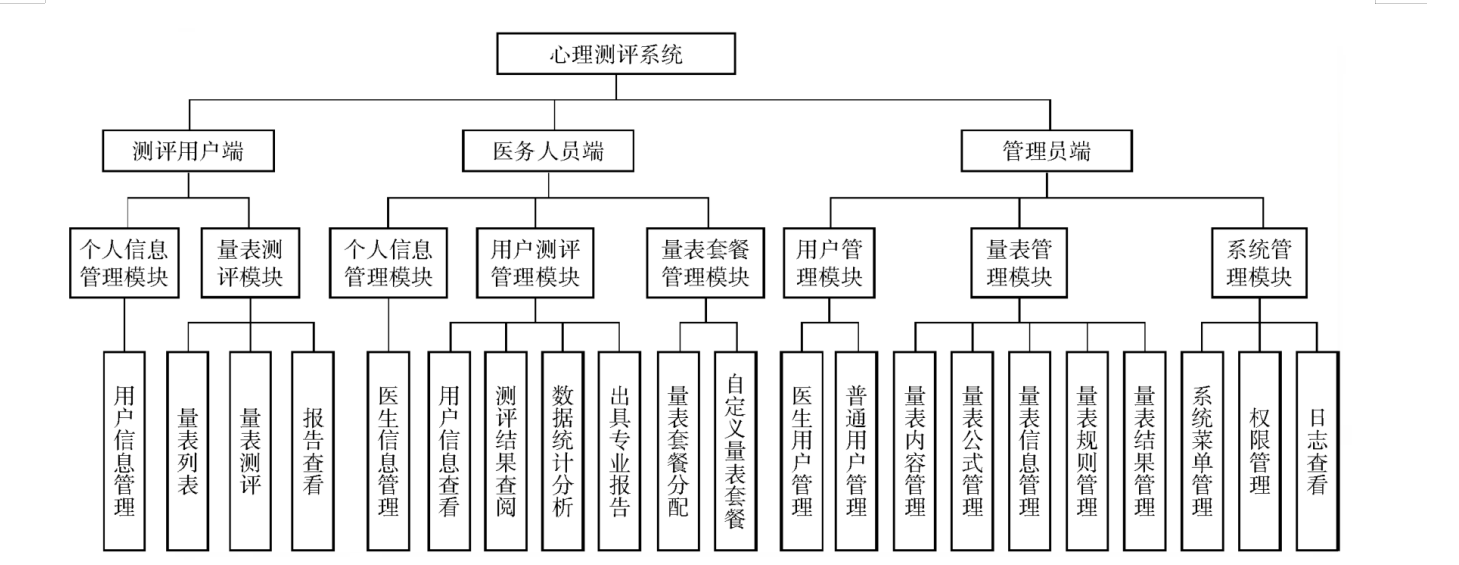 心理测评系统
测评用户端
医务人员端
管理员端
个人信息
管理模块
量表测
评模块
个人信息
管理模块
用户测评
管理模块
量表套餐
管理模块
用户管
理模块
量表管
理模块
系统管
理模块
用户信息管理
量表列表
量表测评
报告查看
医生信息管理
用户信息查看
测评结果查阅
数据统计分析
出具专业报告
量表套餐分配
自定义量表套餐
医生用户管理
普通用户管理
量表内容管理
量表公式管理
量表信息管理
量表规则管理
量表结果管理
系统菜单管理
权限管理
日志查看